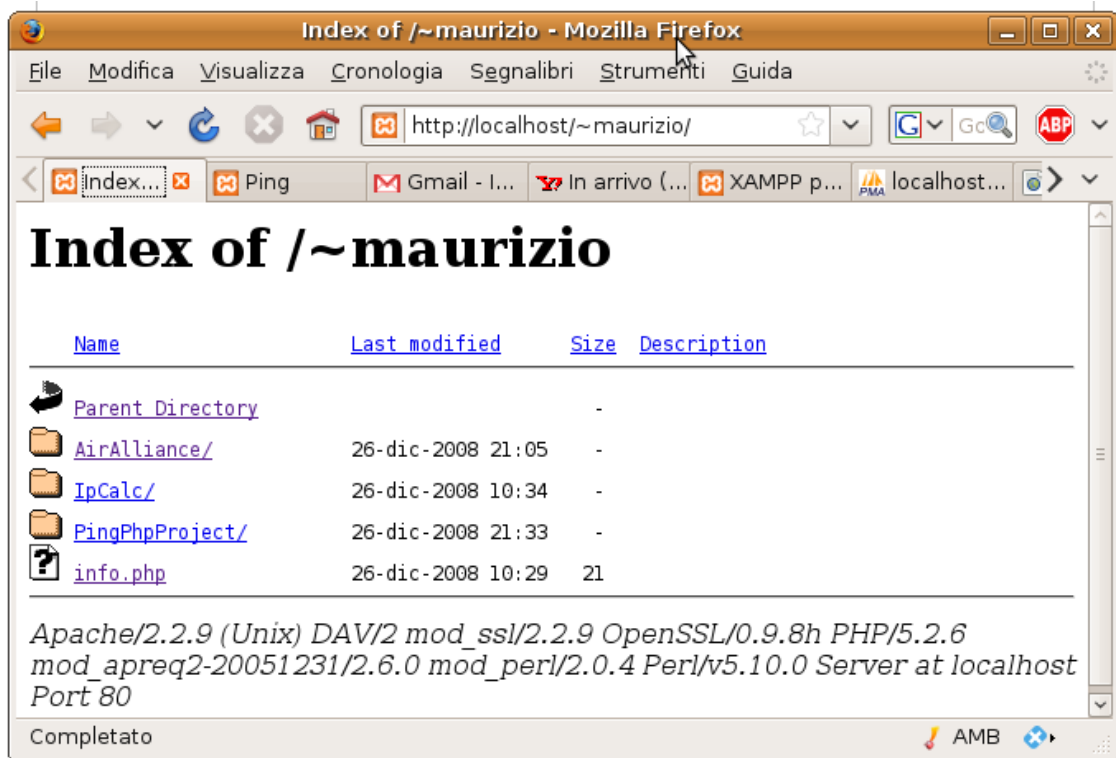 Index of /~maurizio - Mozilla Firefox
File Modifica Visualizza Cronologia Segnalibri Strumenti Guida
http://localhost/~maurizio/ G Go ABP
Index... Ping Gmail - I... In arrivo (... XAMPP p... PMA localhost...
Index of /~maurizio
Name Last modified Size Description
Parent Directory -
AirAlliance/ 26-dic-2008 21:05 -
IpCalc/ 26-dic-2008 10:34 -
PingPhpProject/ 26-dic-2008 21:33 -
info.php 26-dic-2008 10:29 21
Apache/2.2.9 (Unix) DAV/2 mod_ssl/2.2.9 OpenSSL/0.9.8h PHP/5.2.6
mod_apreq2-20051231/2.6.0 mod_perl/2.0.4 Perl/v5.10.0 Server at localhost
Port 80
Completato AMB